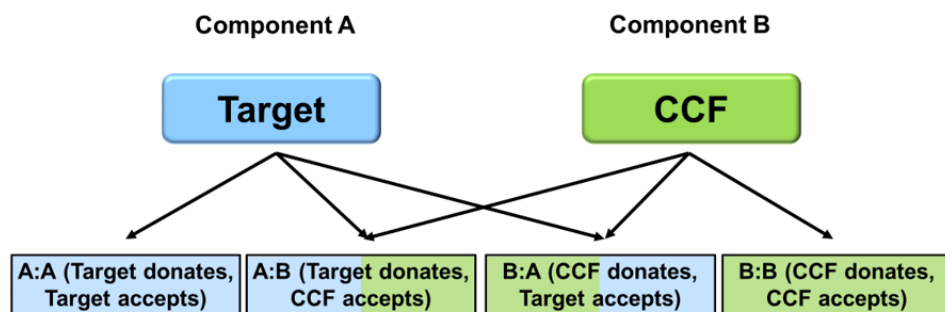 Component A
Component B
Target
CCF
A:A (Target donates,
Target accepts)
A:B (Target donates,
CCF accepts)
B:A (CCF donates,
Target accepts)
B:B (CCF donates,
CCF accepts)